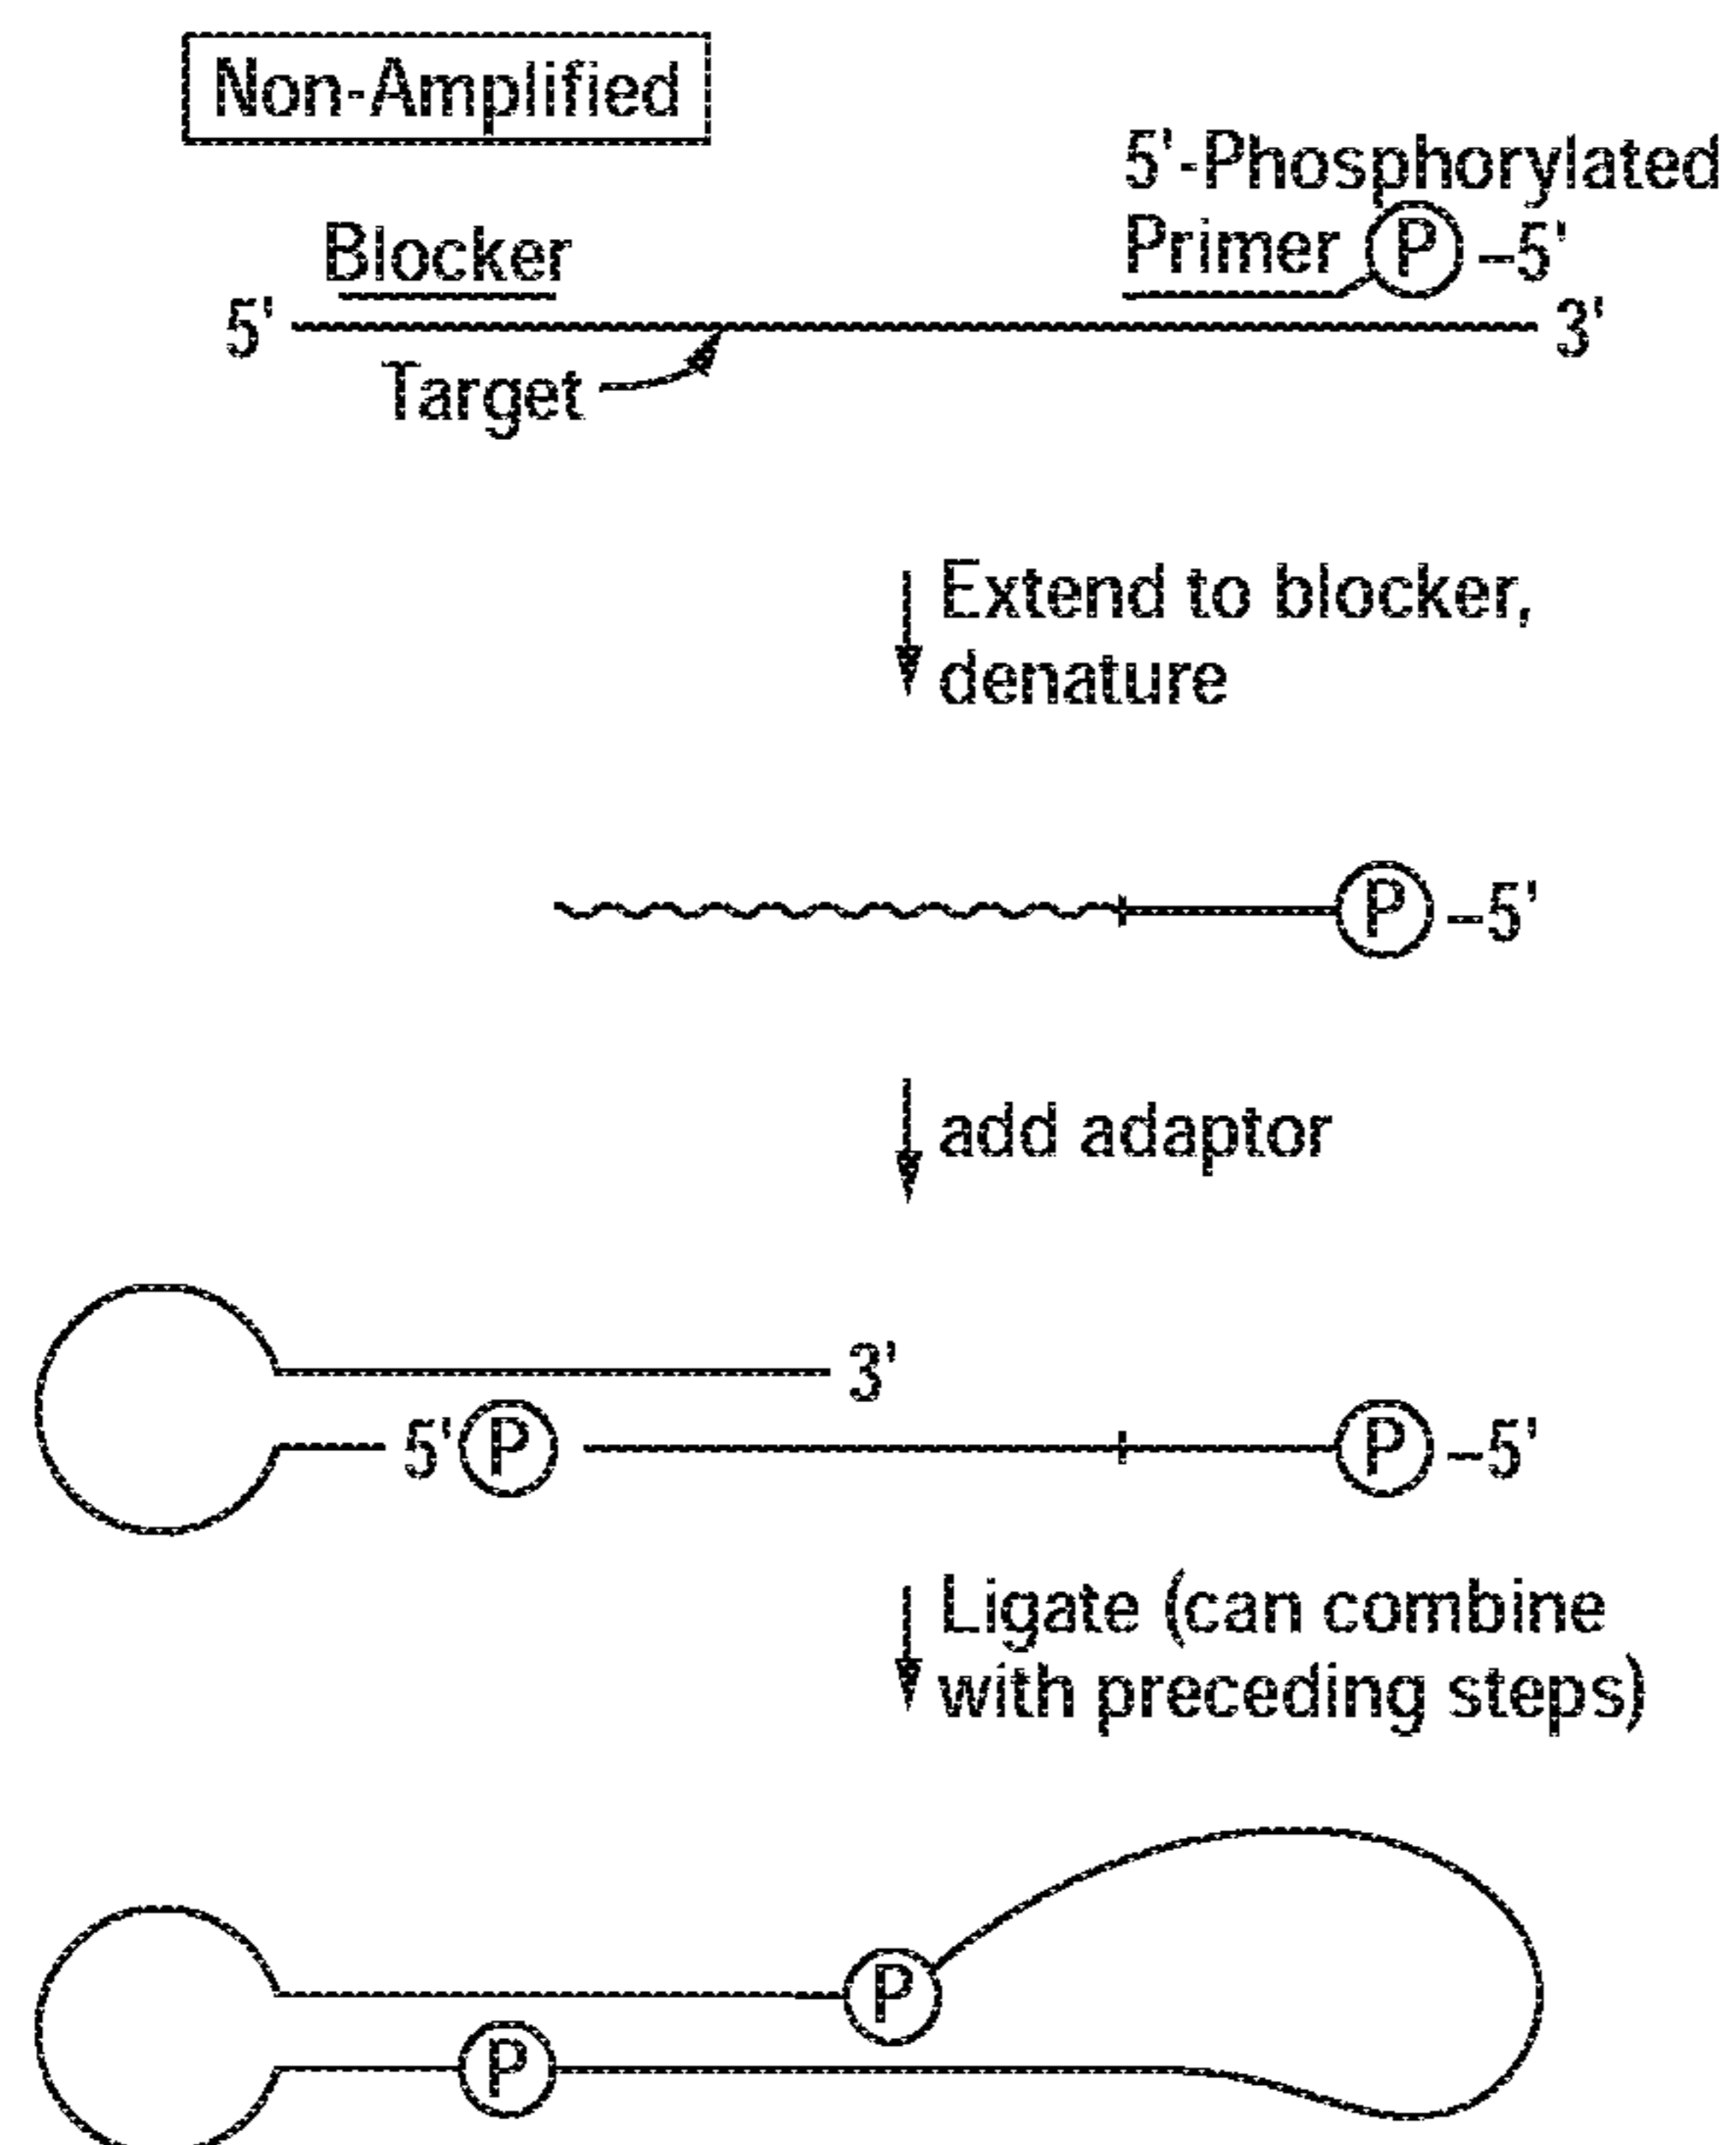 Non-Amplified
5'-Phosphorylated
Blocker
Primer P –5'
5'
3'
Target
Extend to blocker,
denature
P –5'
add adaptor
3'
5' P
P –5'
Ligate (can combine
with preceding steps)
P
P